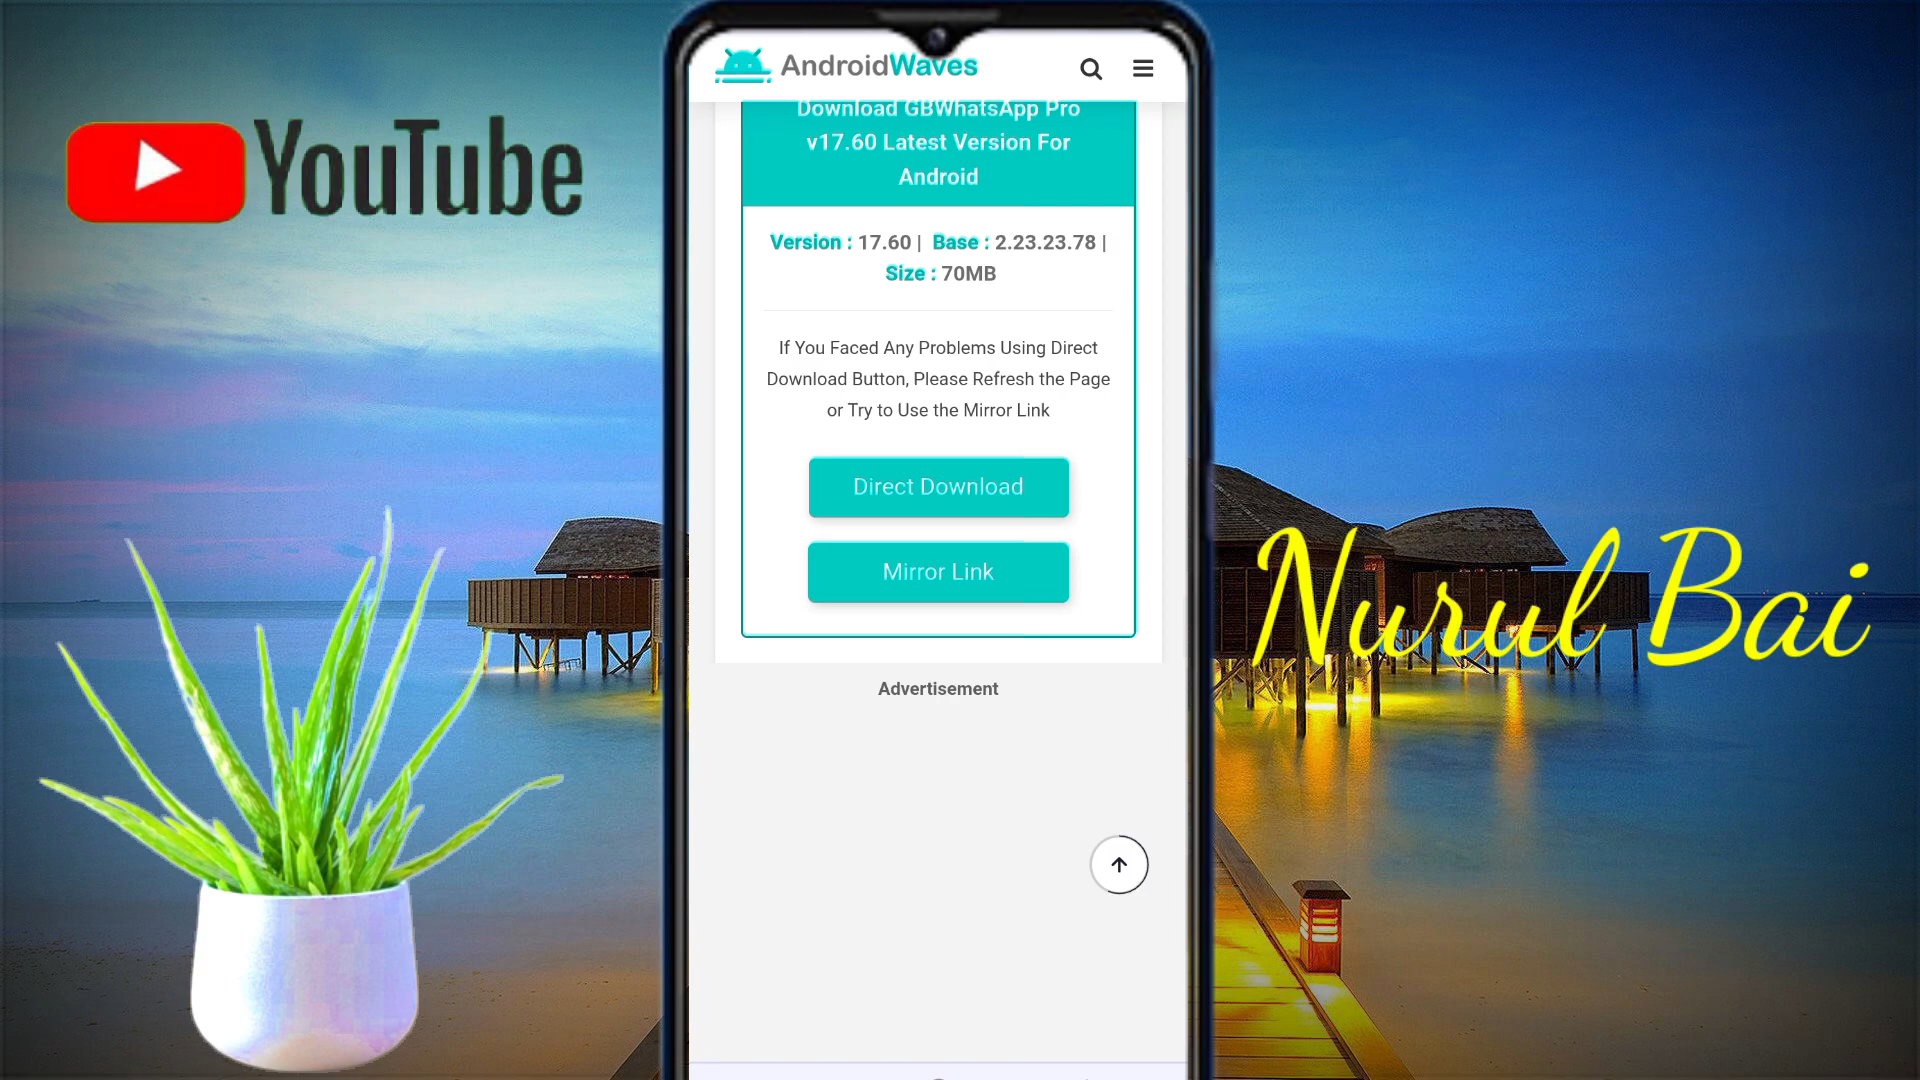 YouTube
AndroidWaves
Download GBWhatsApp Pro
v17.60 Latest Version For
Android
Version : 17.60 | Base : 2.23.23.78 |
Size : 70MB
If You Faced Any Problems Using Direct
Download Button, Please Refresh the Page
or Try to Use the Mirror Link
Direct Download
Mirror Link
Advertisement
Nurul Bai